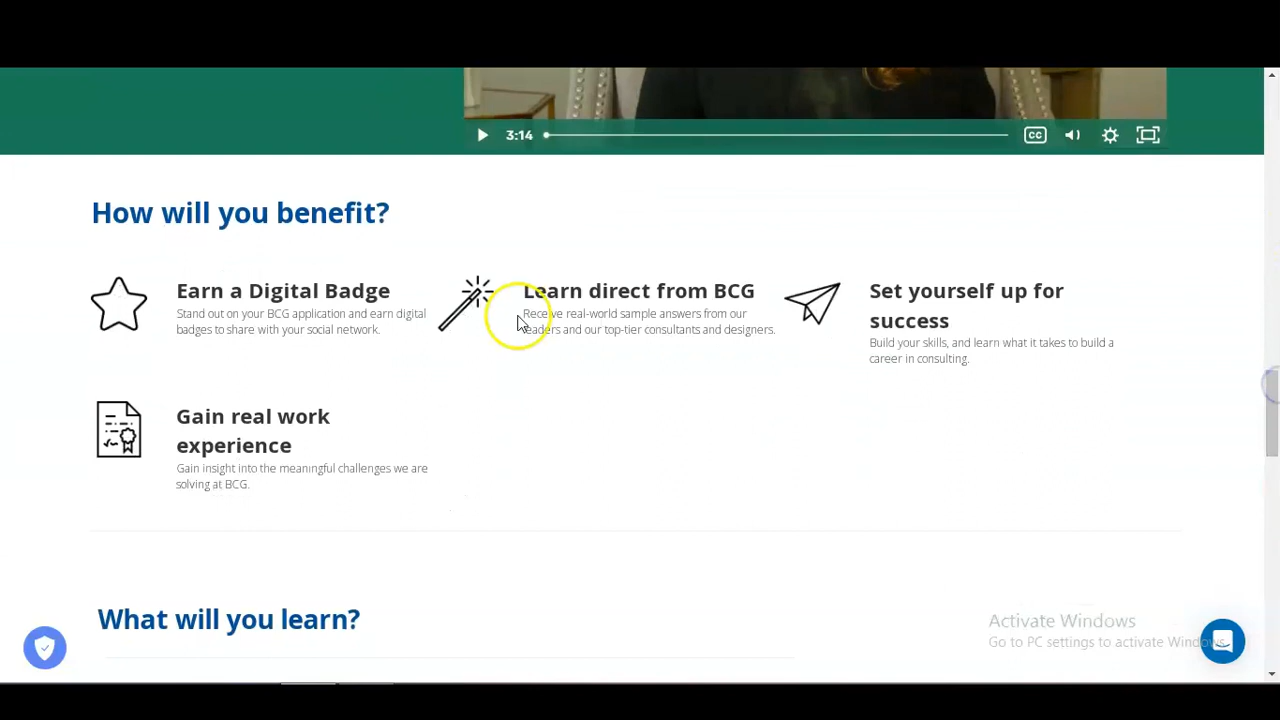 3:14
CC
How will you benefit?
Earn a Digital Badge
Stand out on your BCG application and earn digital
badges to share with your social network.
Learn direct from BCG
Receive real-world sample answers from our
leaders and our top-tier consultants and designers.
Set yourself up for
success
Build your skills, and learn what it takes to build a
career in consulting.
Gain real work
experience
Gain insight into the meaningful challenges we are
solving at BCG.
What will you learn?
Activate Windows
Go to PC settings to activate Windows.